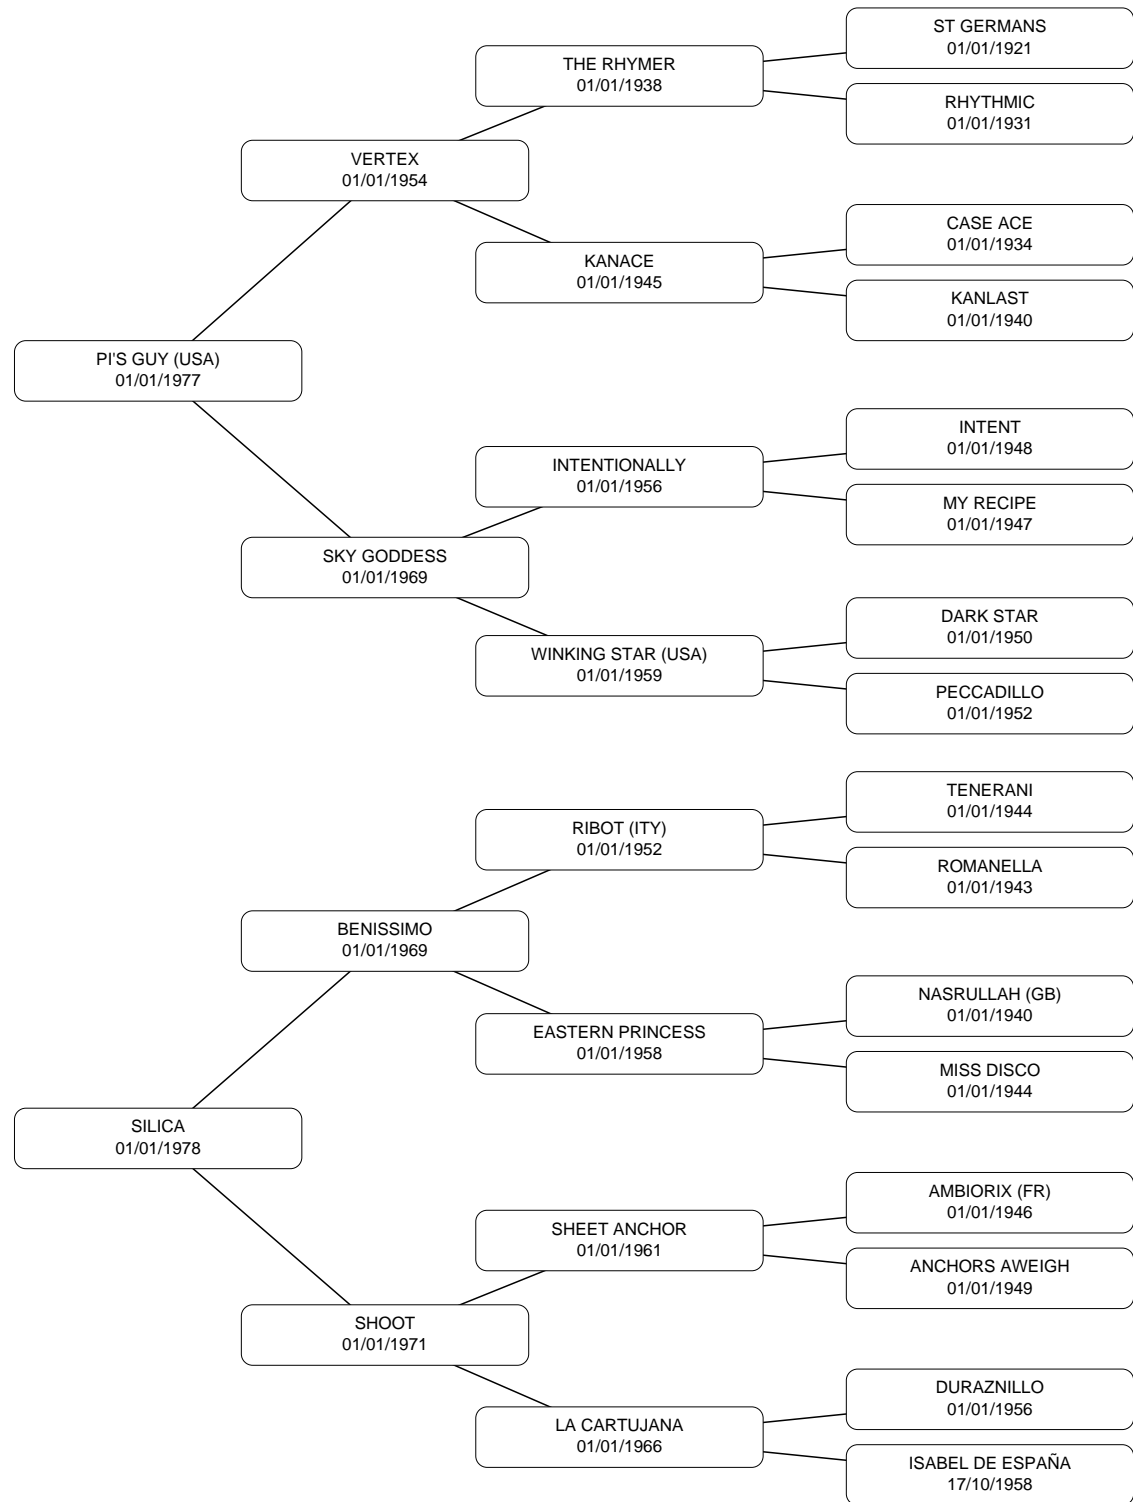 ST GERMANS
01/01/1921
THE RHYMER
01/01/1938
RHYTHMIC
01/01/1931
VERTEX
01/01/1954
CASE ACE
01/01/1934
KANACE
01/01/1945
KANLAST
01/01/1940
PI'S GUY (USA)
01/01/1977
INTENT
01/01/1948
INTENTIONALLY
01/01/1956
MY RECIPE
01/01/1947
SKY GODDESS
01/01/1969
DARK STAR
01/01/1950
WINKING STAR (USA)
01/01/1959
PECCADILLO
01/01/1952
TENERANI
01/01/1944
RIBOT (ITY)
01/01/1952
ROMANELLA
01/01/1943
BENISSIMO
01/01/1969
NASRULLAH (GB)
01/01/1940
EASTERN PRINCESS
01/01/1958
MISS DISCO
01/01/1944
SILICA
01/01/1978
AMBIORIX (FR)
01/01/1946
SHEET ANCHOR
01/01/1961
ANCHORS AWEIGH
01/01/1949
SHOOT
01/01/1971
DURAZNILLO
01/01/1956
LA CARTUJANA
01/01/1966
ISABEL DE ESPAÑA
17/10/1958